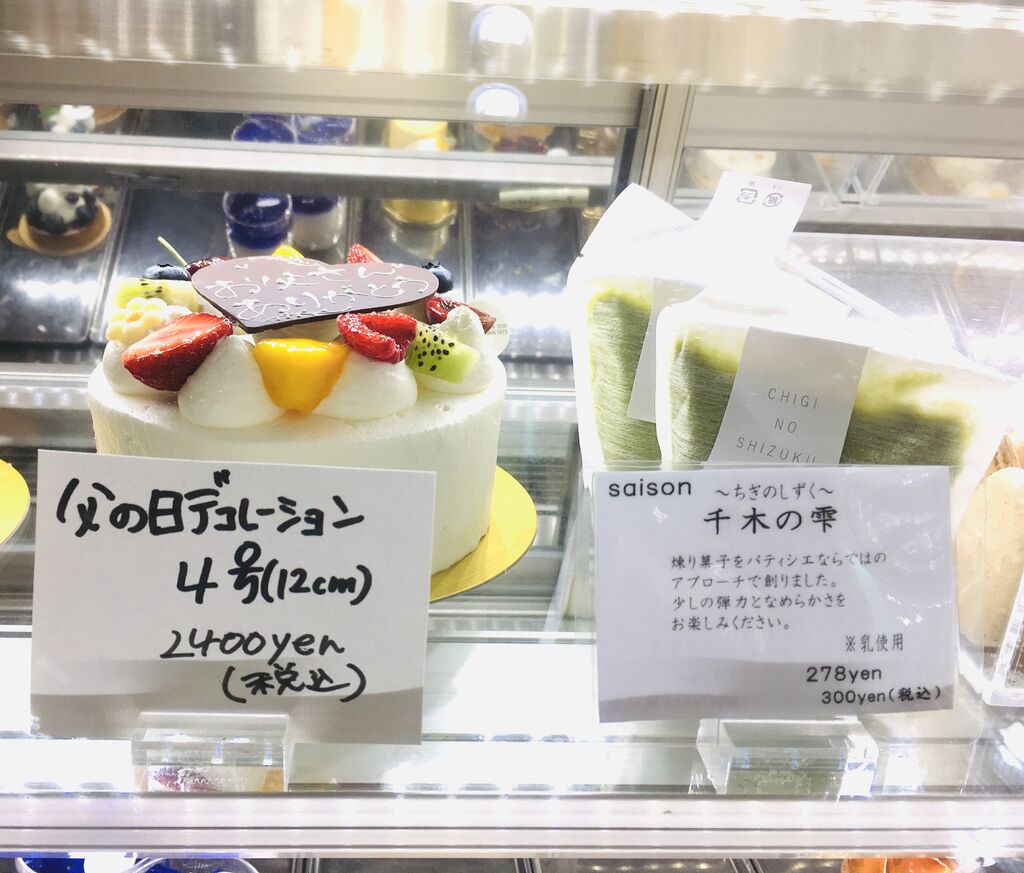 お父さん
ありがとう
父の日デコレーション
4号(12cm)
2400yen
(税込)
CHIGI
NO
SHIZUKU
saison
～ちぎのしずく～
千木の雫
煉り菓子をパティシエならではの
アプローチで創りました。
少しの弾力となめらかさを
お楽しみください。
※乳使用
278yen
300yen(税込)